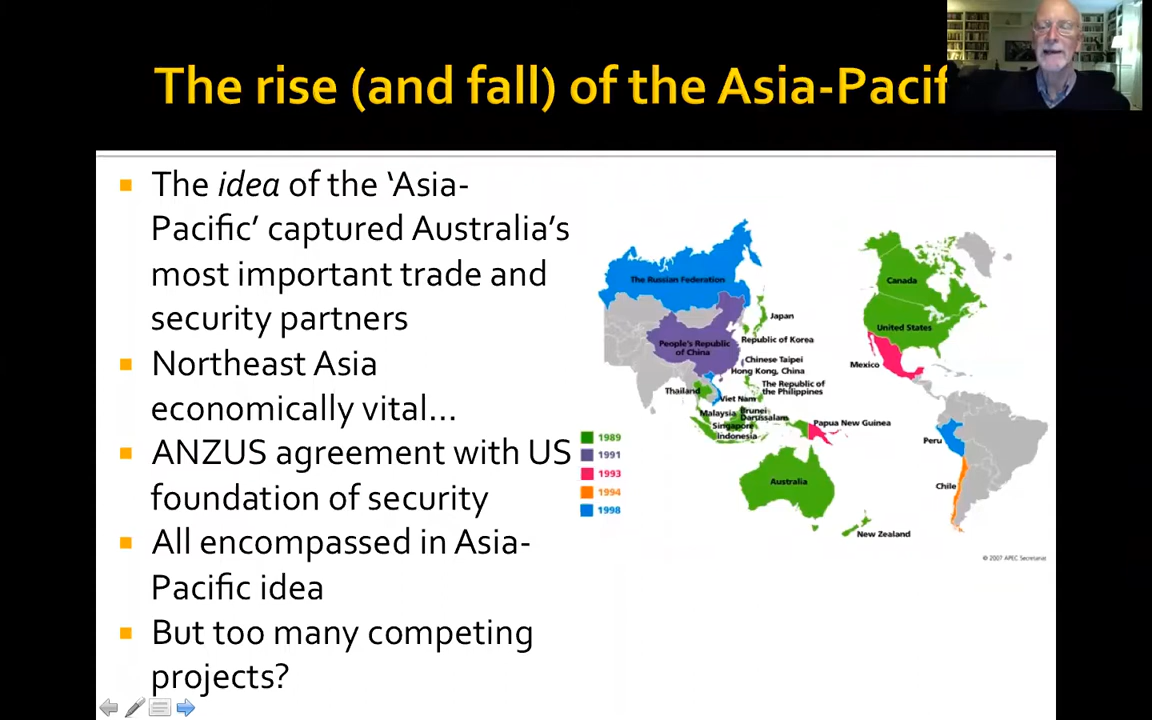 The rise (and fall) of the Asia-Pacif
The idea of the ‘Asia-
Pacific’ captured Australia’s
most important trade and
security partners
Northeast Asia
economically vital…
ANZUS agreement with US
foundation of security
All encompassed in Asia-
Pacific idea
But too many competing
projects?
The Russian Federation
Japan
Republic of Korea
People's Republic
of China
Chinese Taipei
Hong Kong, China
Thailand
The Republic of
the Philippines
Viet Nam
Malaysia
Brunei
Darussalam
Singapore
Indonesia
Papua New Guinea
Australia
New Zealand
Canada
United States
Mexico
Peru
Chile
1989
1991
1993
1994
1998
© 2007 APEC Secretariat